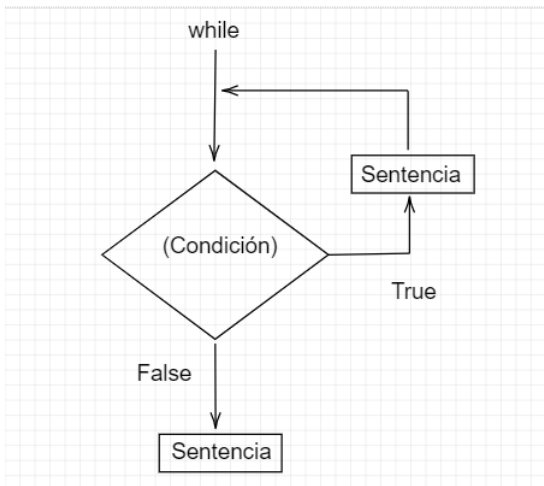 while
Sentencia
(Condición)
True
False
Sentencia